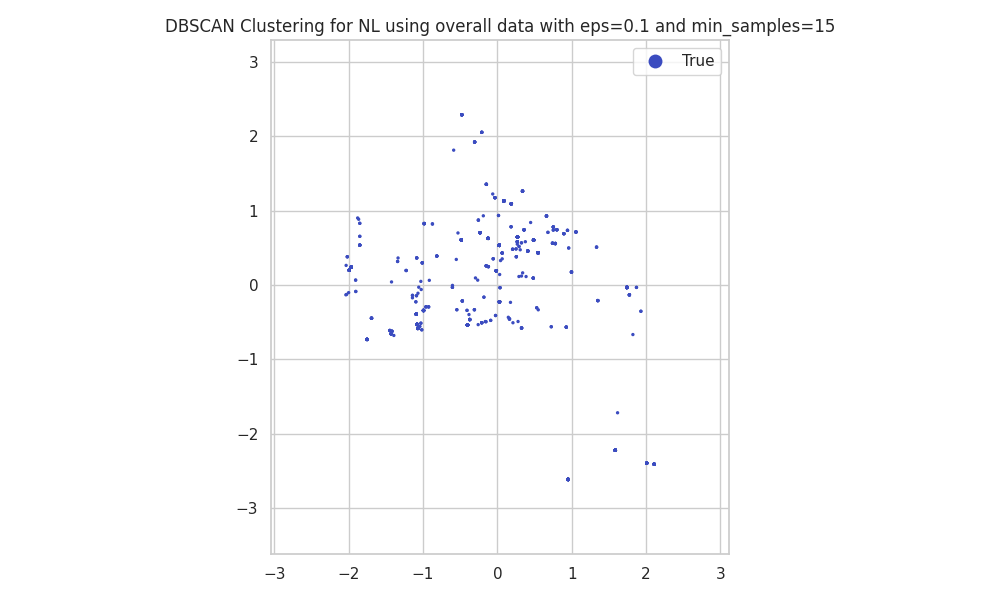 DBSCAN Clustering for NL using overall data with eps=0.1 and min_samples=15
True
3
2
1
0
−1
−2
−3
−3 −2 −1 0 1 2 3